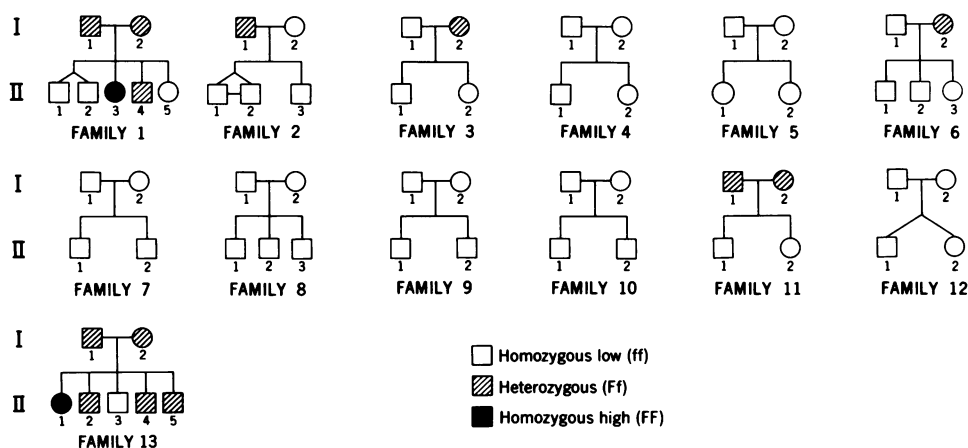 I
1 2 1 2 1 2 1 2 1 2 1 2
II
1 2 3 4 5 1 2 3 1 2 1 2 1 2 1 2 3
FAMILY 1 FAMILY 2 FAMILY 3 FAMILY 4 FAMILY 5 FAMILY 6
I
1 2 1 2 1 2 1 2 1 2 1 2
II
1 2 1 2 3 1 2 1 2 1 2 1 2
FAMILY 7 FAMILY 8 FAMILY 9 FAMILY 10 FAMILY 11 FAMILY 12
I
1 2
II
1 2 3 4 5
FAMILY 13
Homozygous low (ff)
Heterozygous (Ff)
Homozygous high (FF)